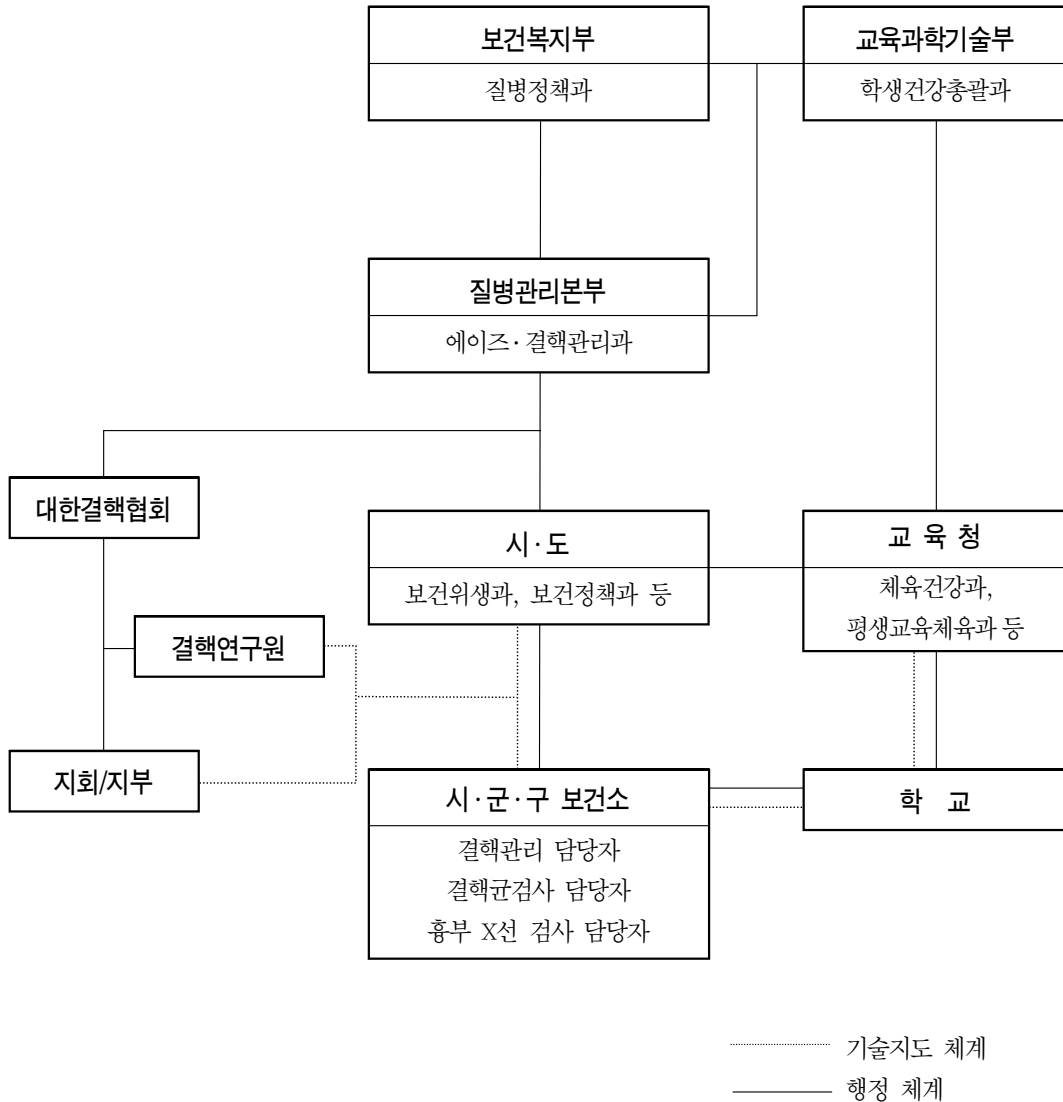 보건복지부
질병정책과
교육과학기술부
학생건강총괄과
질병관리본부
에이즈·결핵관리과
대한결핵협회
시·도
보건위생과, 보건정책과 등
교 육 청
체육건강과,
평생교육체육과 등
결핵연구원
지회/지부
시·군·구 보건소
결핵관리 담당자
결핵균검사 담당자
흉부 X선 검사 담당자
학 교
기술지도 체계
행정 체계